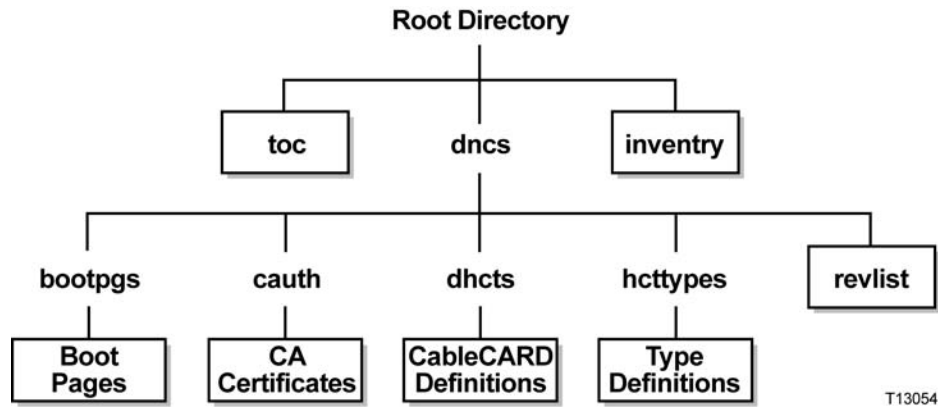 Root Directory
toc
dncs
inventry
bootpgs
cauth
dhcts
hcttypes
revlist
Boot
Pages
CA
Certificates
CableCARD
Definitions
Type
Definitions
T13054